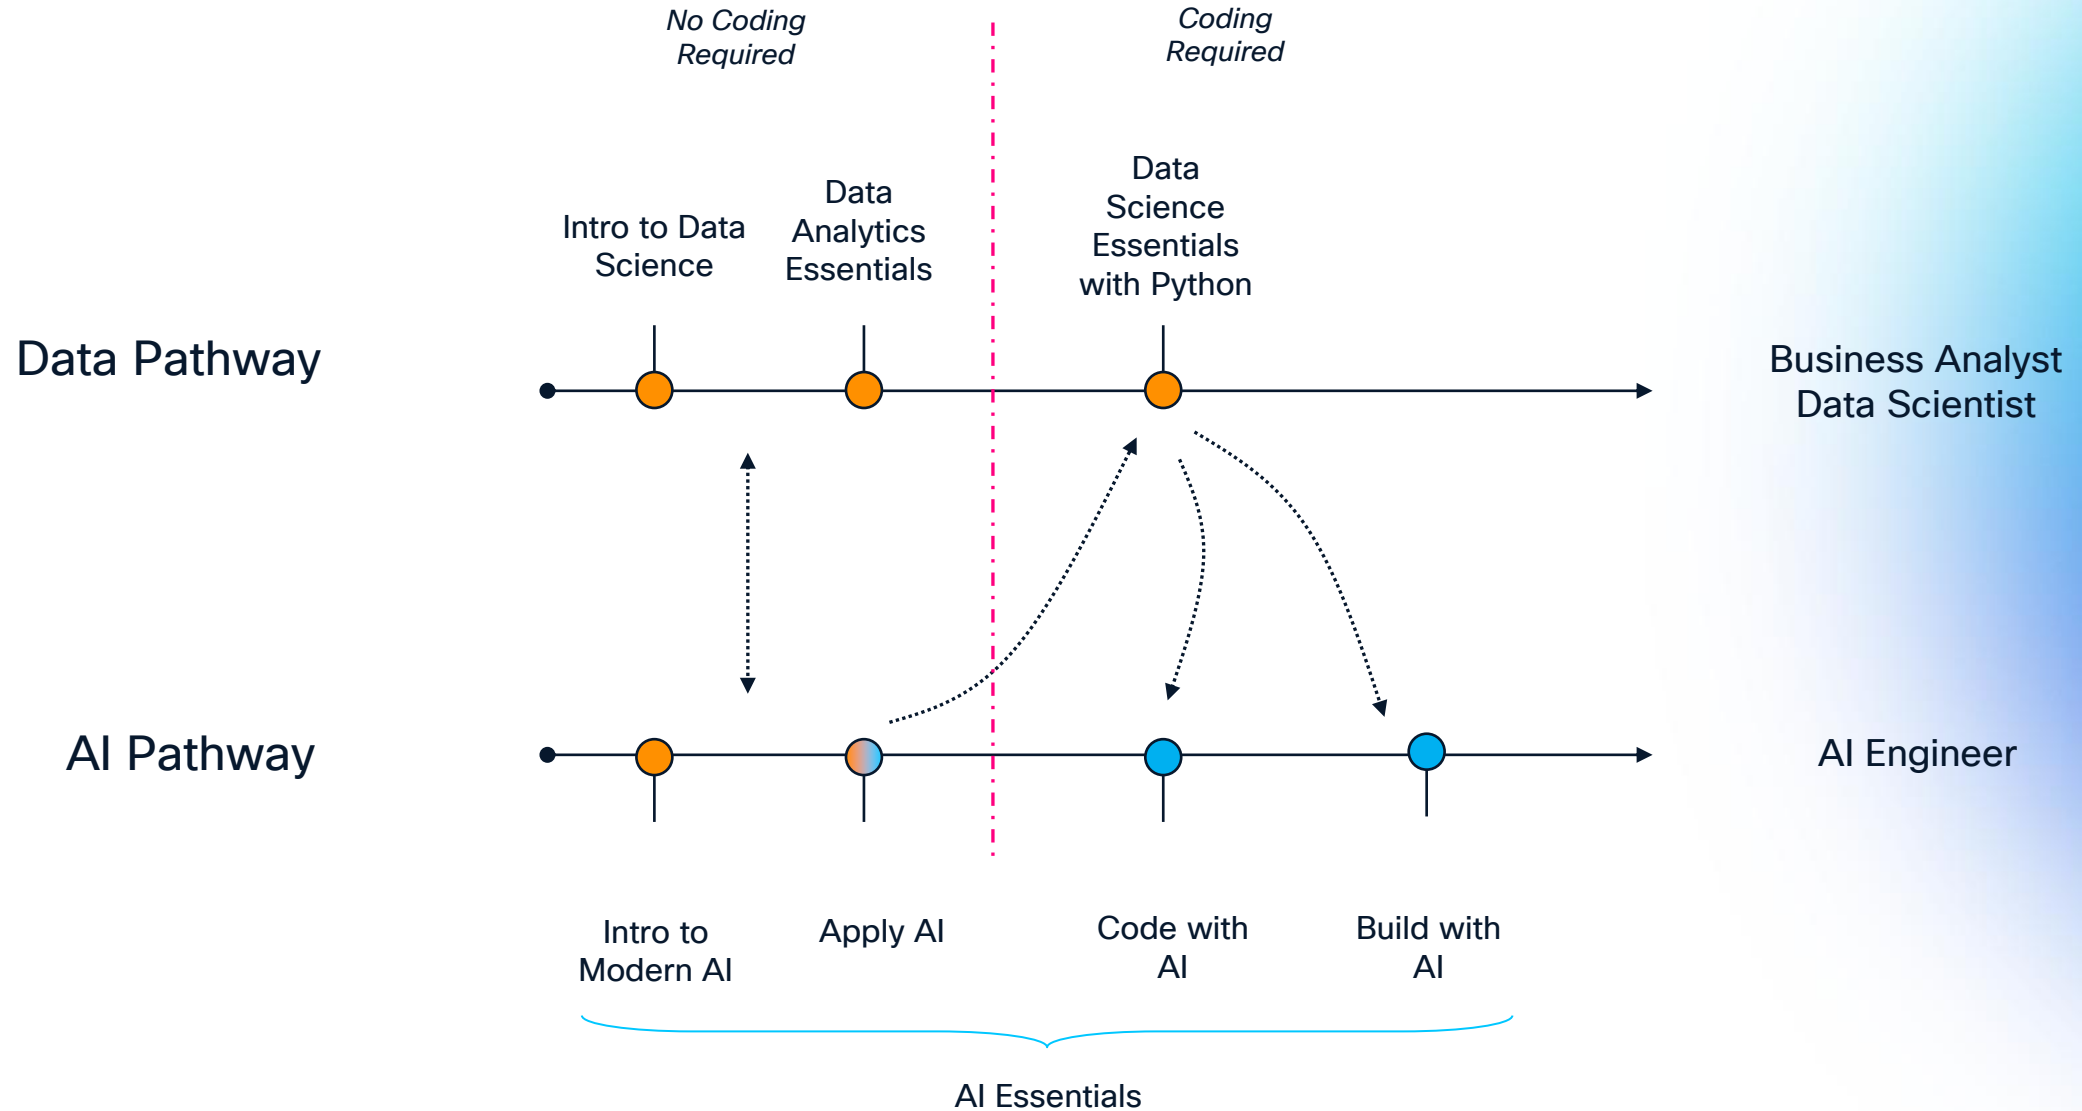 No Coding
Required
Coding
Required
Intro to Data
Science
Data
Analytics
Essentials
Data
Science
Essentials
with Python
Data Pathway
Business Analyst
Data Scientist
AI Pathway
AI Engineer
Intro to
Modern AI
Apply AI
Code with
AI
Build with
AI
AI Essentials